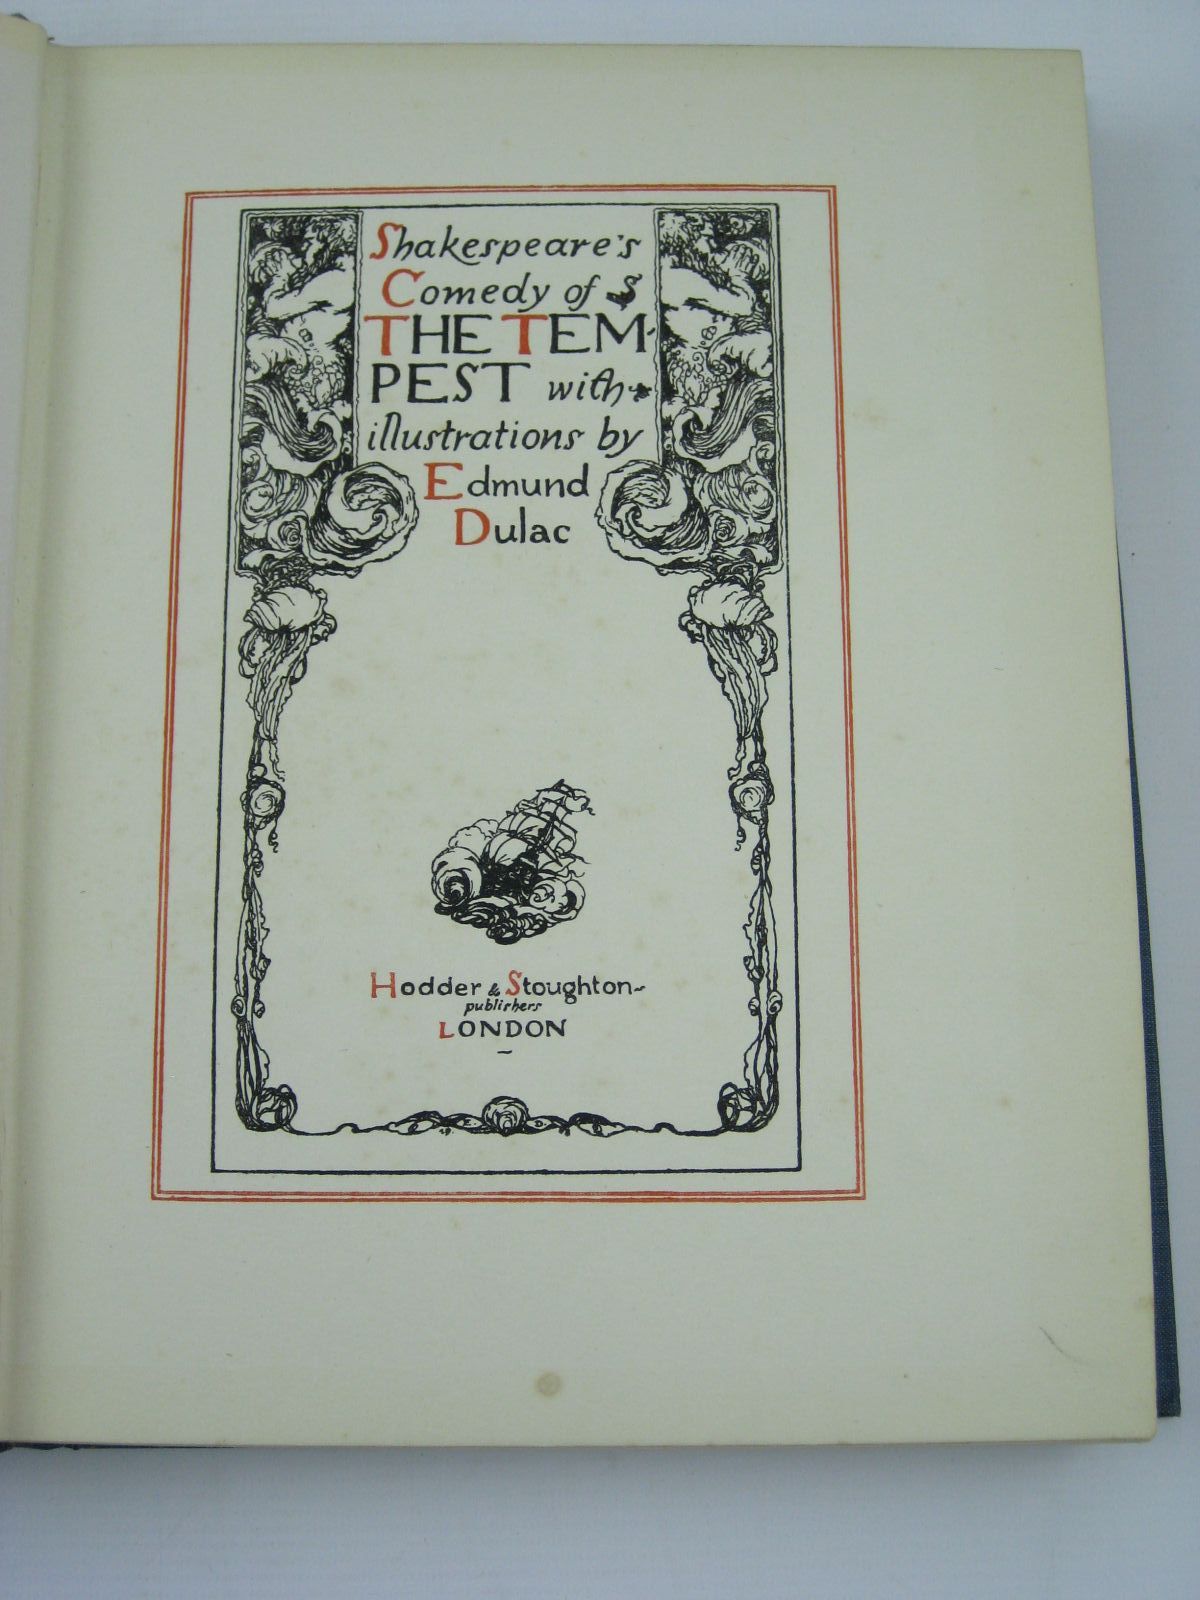 Shakespeare's
Comedy of
THE TEM-
PEST with
illustrations by
Edmund
Dulac
Hodder & Stoughton
publishers
LONDON